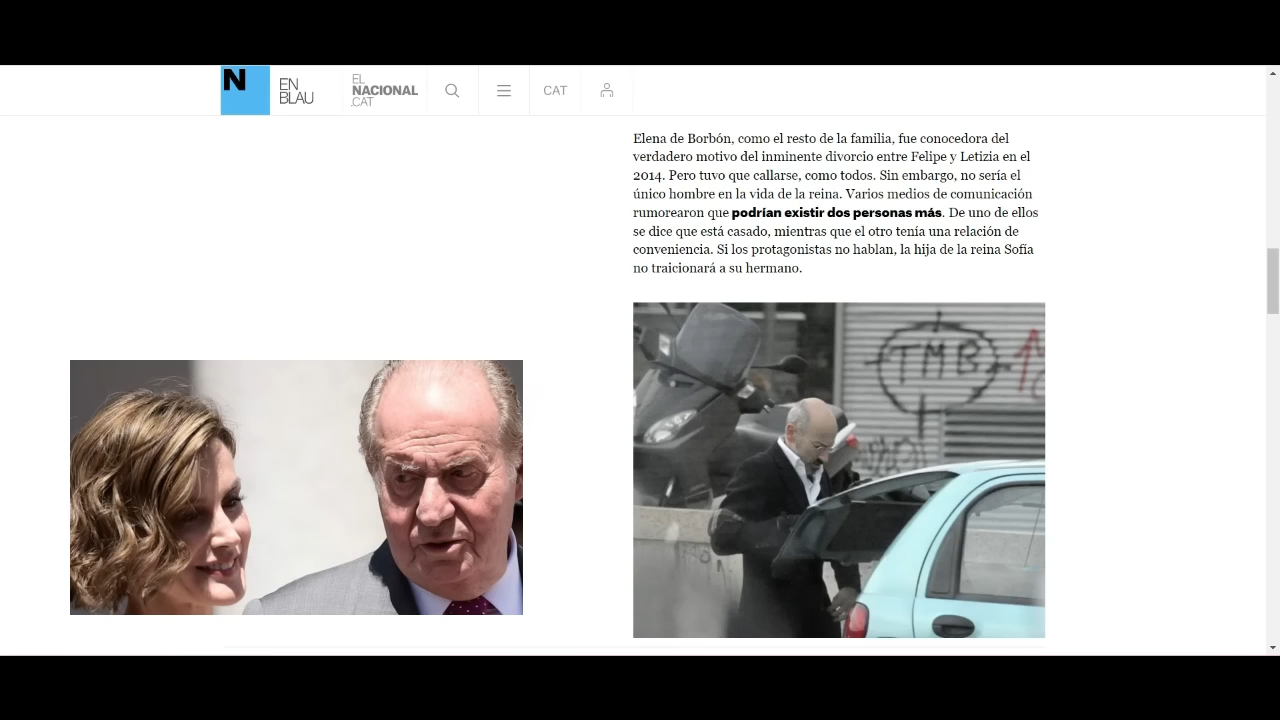 N
EN
BLAU
EL
NACIONAL
.CAT
CAT
Elena de Borbón, como el resto de la familia, fue conocedora del
verdadero motivo del inminente divorcio entre Felipe y Letizia en el
2014. Pero tuvo que callarse, como todos. Sin embargo, no sería el
único hombre en la vida de la reina. Varios medios de comunicación
rumorearon que podrían existir dos personas más. De uno de ellos
se dice que está casado, mientras que el otro tenía una relación de
conveniencia. Si los protagonistas no hablan, la hija de la reina Sofía
no traicionará a su hermano.
TMB